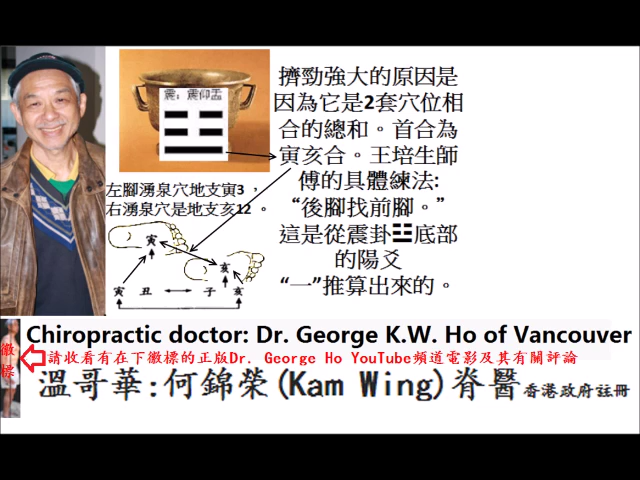 震：震仰盂
擠勁強大的原因是
因為它是2套穴位相
合的總和。首合為
寅亥合。王培生師
傅的具體練法:
“後腳找前腳。”
這是從震卦☳底部
的陽爻
“一”推算出來的。
左腳湧泉穴地支寅3，
右湧泉穴是地支亥12。
寅
亥
寅 丑 子 亥
Chiropractic doctor: Dr. George K.W. Ho of Vancouver
徽標
請收看有在下徽標的正版Dr. George Ho YouTube頻道電影及其有關評論
溫哥華:何錦榮(Kam Wing)脊醫香港政府註冊